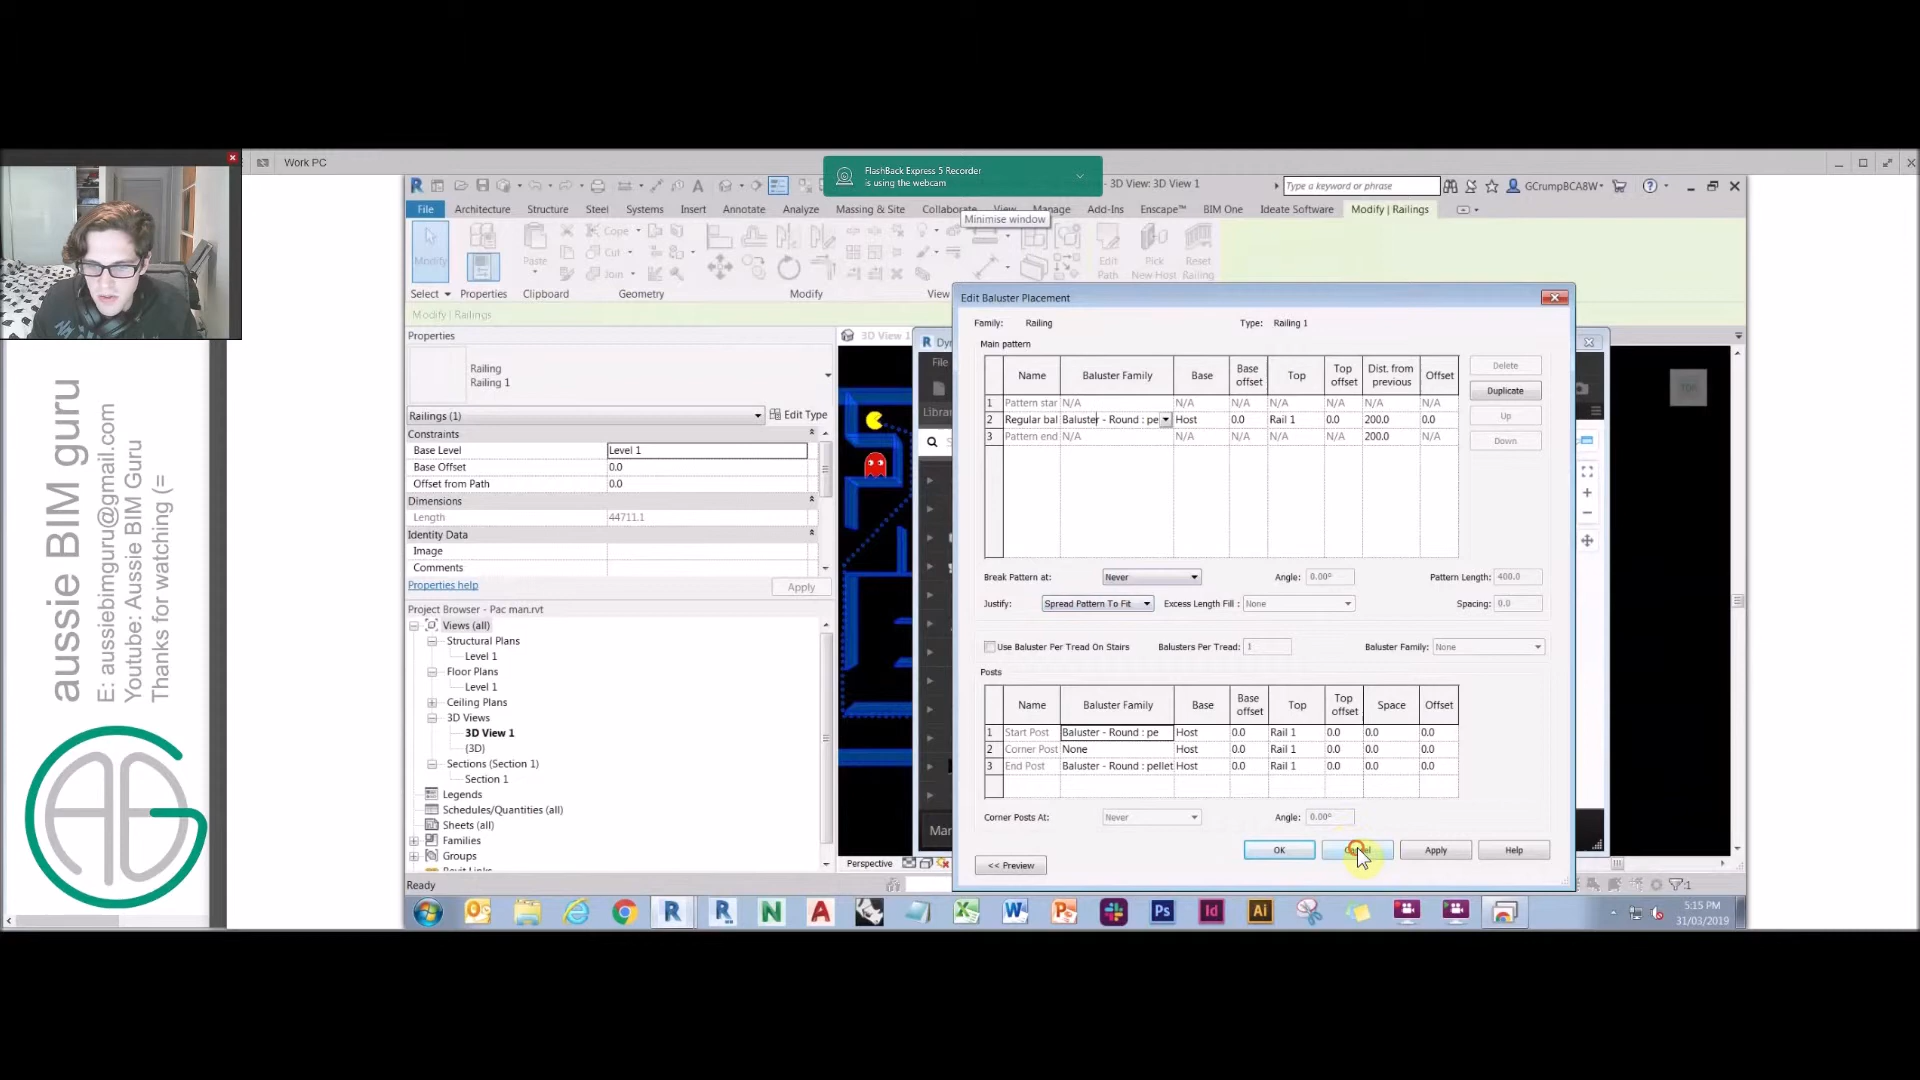 Work PC
FlashBack Express 5 Recorder
is using the webcam
- 3D View: 3D View 1
Type a keyword or phrase
GCrumpBCA8W
File Architecture Structure Steel Systems Insert Annotate Analyze Massing & Site Collaborate View Manage Add-Ins Enscape™ BIM One Ideate Software Modify | Railings
Minimise window
Modify
Paste
Cope
Cut
Join
Edit
Path
Pick
New Host
Reset
Railing
Select Properties Clipboard Geometry Modify View
Modify | Railings
Properties
Railing
Railing 1
Railings (1)
Edit Type
Constraints
Base Level Level 1
Base Offset 0.0
Offset from Path 0.0
Dimensions
Length 44711.1
Identity Data
Image
Comments
Properties help
Apply
Project Browser - Pac man.rvt
Views (all)
Structural Plans
Level 1
Floor Plans
Level 1
Ceiling Plans
3D Views
3D View 1
(3D)
Sections (Section 1)
Section 1
Legends
Schedules/Quantities (all)
Sheets (all)
Families
Groups
Revit Links
Ready
3D View 1
File
TOP
Perspective
Edit Baluster Placement
Family: Railing Type: Railing 1
Main pattern
Name Baluster Family Base Base offset Top Top offset Dist. from previous Offset
1 Pattern star N/A N/A N/A N/A N/A N/A N/A
2 Regular bal Baluster - Round : pe Host 0.0 Rail 1 0.0 200.0 0.0
3 Pattern end N/A N/A N/A N/A N/A 200.0 N/A
Delete
Duplicate
Up
Down
Break Pattern at: Never Angle: 0.00° Pattern Length: 400.0
Justify: Spread Pattern To Fit Excess Length Fill : None Spacing: 0.0
Use Baluster Per Tread On Stairs Balusters Per Tread: 1 Baluster Family: None
Posts
Name Baluster Family Base Base offset Top Top offset Space Offset
1 Start Post Baluster - Round : pe Host 0.0 Rail 1 0.0 0.0 0.0
2 Corner Post None Host 0.0 Rail 1 0.0 0.0 0.0
3 End Post Baluster - Round : pellet Host 0.0 Rail 1 0.0 0.0 0.0
Corner Posts At: Never Angle: 0.00°
OK Apply Help
<< Preview
:1
5:15 PM
31/03/2019
aussie BIM guru
E: aussiebimguru@gmail.com
Youtube: Aussie BIM Guru
Thanks for watching (=